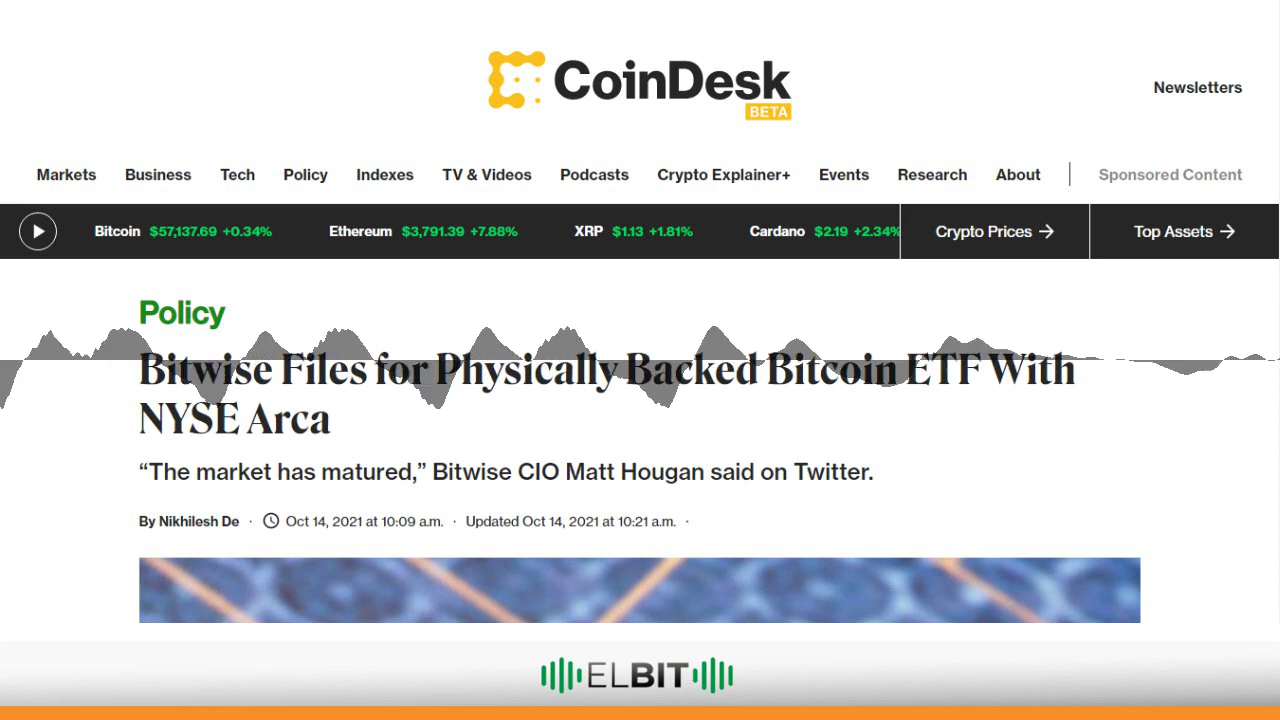 CoinDesk
BETA
Newsletters
Markets Business Tech Policy Indexes TV & Videos Podcasts Crypto Explainer+ Events Research About Sponsored Content
Bitcoin $57,137.69 +0.34% Ethereum $3,791.39 +7.88% XRP $1.13 +1.81% Cardano $2.19 +2.34% Crypto Prices → Top Assets →
Policy
Bitwise Files for Physically Backed Bitcoin ETF With
NYSE Arca
“The market has matured,” Bitwise CIO Matt Hougan said on Twitter.
By Nikhilesh De · Oct 14, 2021 at 10:09 a.m. · Updated Oct 14, 2021 at 10:21 a.m. ·
ELBIT